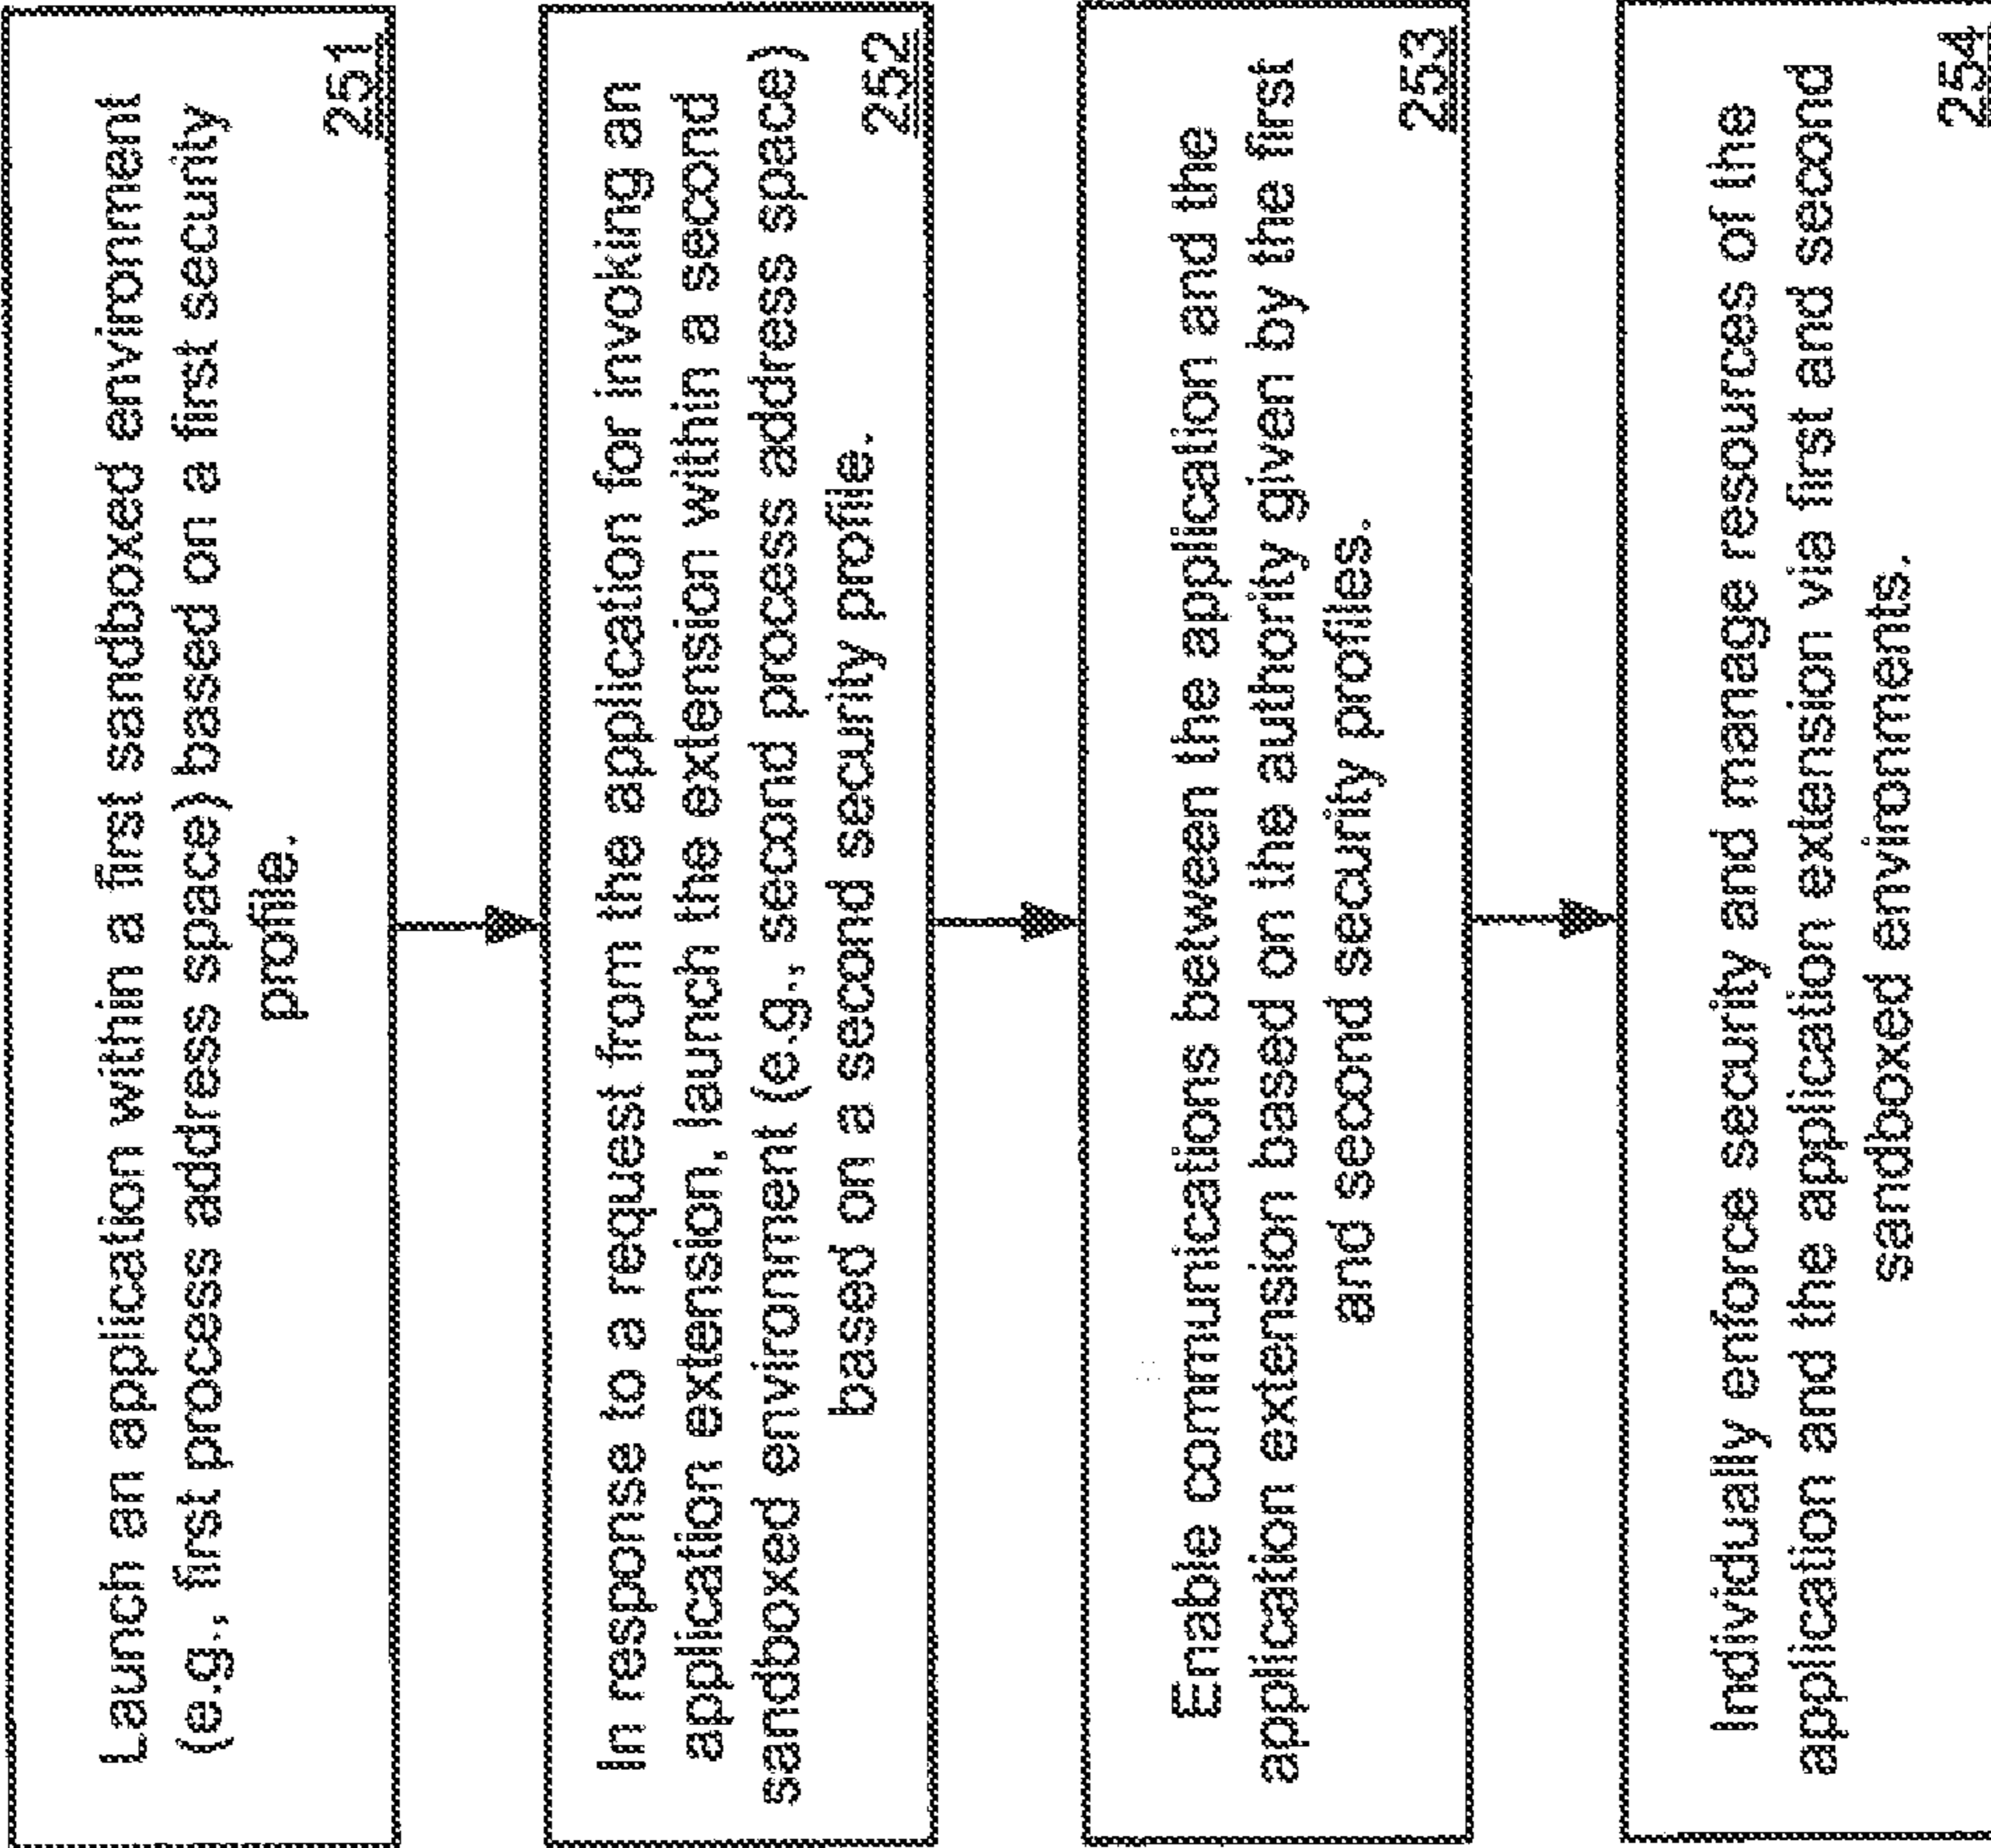 Launch an application within a first sandboxed environment
(e.g., first process address space) based on a first security
profile.
251
In response to a request from the application for invoking an
application extension, launch the extension within a second
sandboxed environment (e.g., second process address space)
based on a second security profile.
252
Enable communications between the application and the
application extension based on the authority given by the first
and second security profiles.
253
Individually enforce security and manage resources of the
application and the application extension via first and second
sandboxed environments.
254